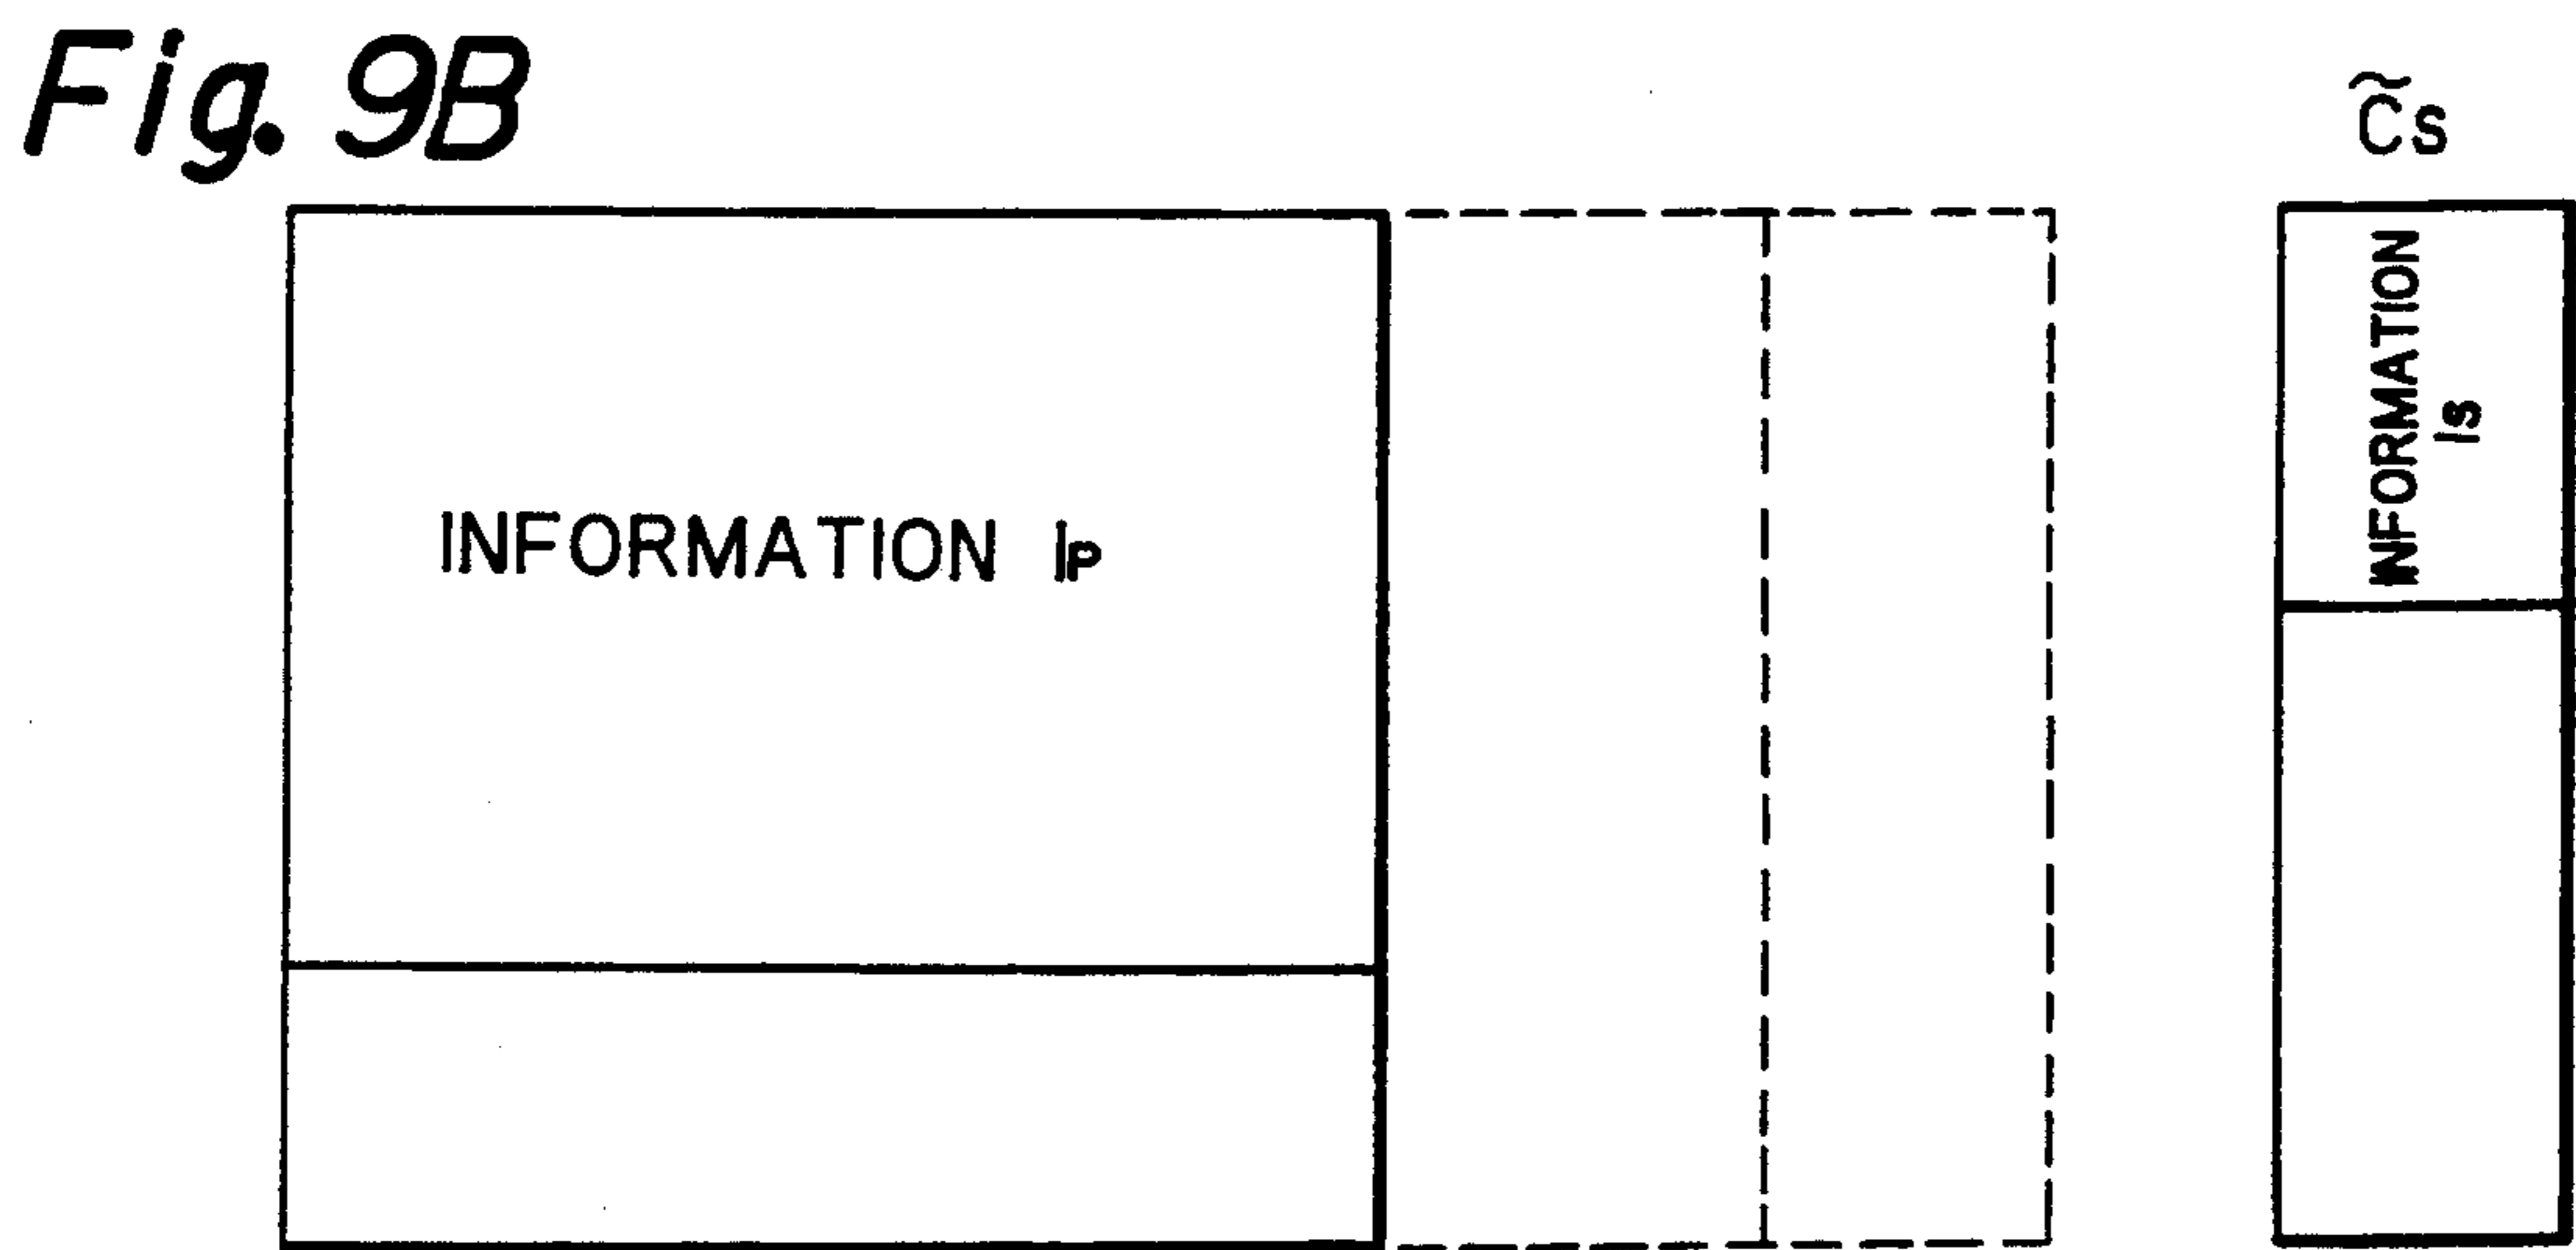 Fig. 9B
C̃s
INFORMATION IP
INFORMATION
Is